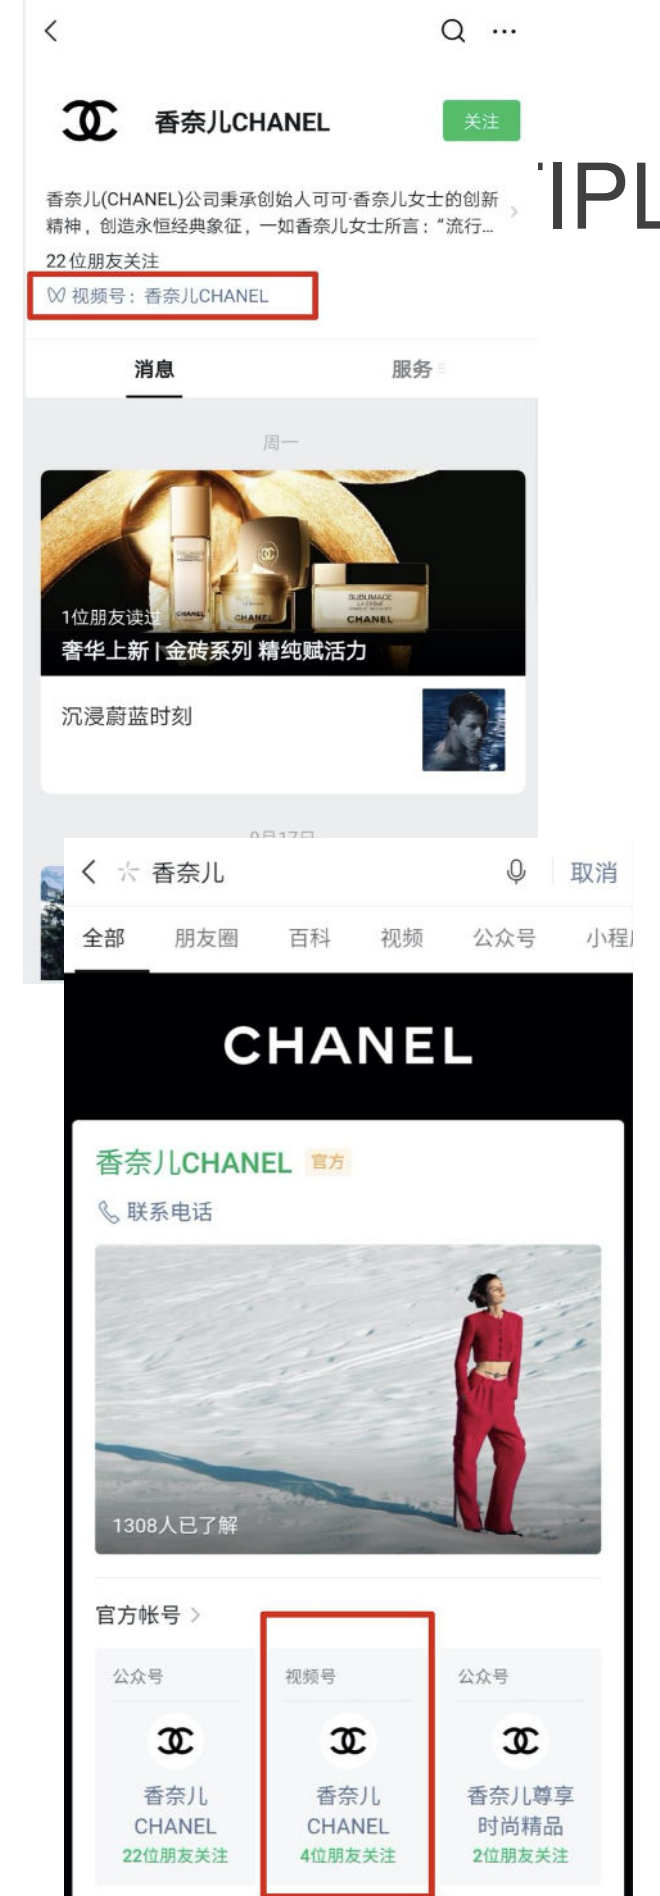 香奈儿CHANEL
关注
香奈儿(CHANEL)公司秉承创始人可可·香奈儿女士的创新
精神，创造永恒经典象征，一如香奈儿女士所言：“流行...
22位朋友关注
视频号：香奈儿CHANEL
消息
服务
周一
SUBLIMAGE
CHANEL
CHANEL
CHANEL
1位朋友读过
奢华上新 | 金砖系列 精纯赋活力
沉浸蔚蓝时刻
9月17日
香奈儿
取消
全部
朋友圈
百科
视频
公众号
小程
CHANEL
香奈儿CHANEL
官方
联系电话
1308人已了解
官方帐号
公众号
香奈儿
CHANEL
22位朋友关注
视频号
香奈儿
CHANEL
4位朋友关注
公众号
香奈儿尊享
时尚精品
2位朋友关注